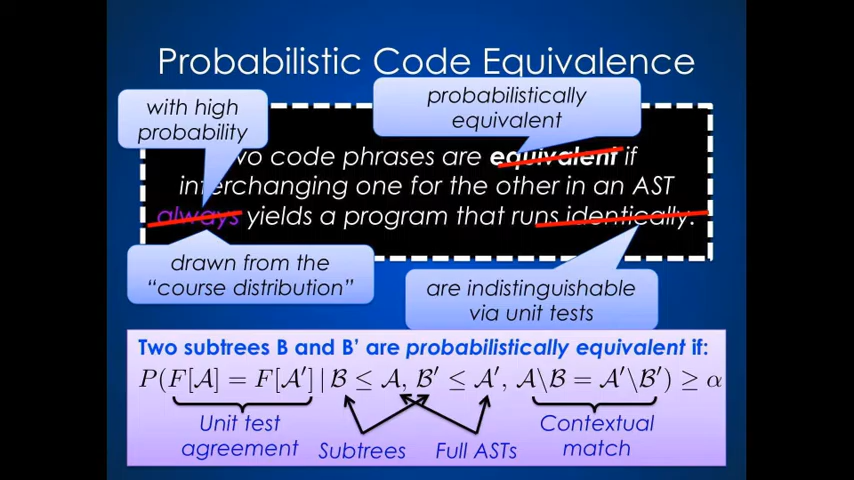 Probabilistic Code Equivalence
with high
probability
probabilistically
equivalent
wo code phrases are equivalent if
interchanging one for the other in an AST
always yields a program that runs identically.
drawn from the
“course distribution”
are indistinguishable
via unit tests
Two subtrees B and B’ are probabilistically equivalent if:
P(F[𝒜] = F[𝒜′] | ℬ ≤ 𝒜, ℬ′ ≤ 𝒜′, 𝒜\ℬ = 𝒜′\ℬ′) ≥ α
Unit test
agreement
Subtrees
Full ASTs
Contextual
match